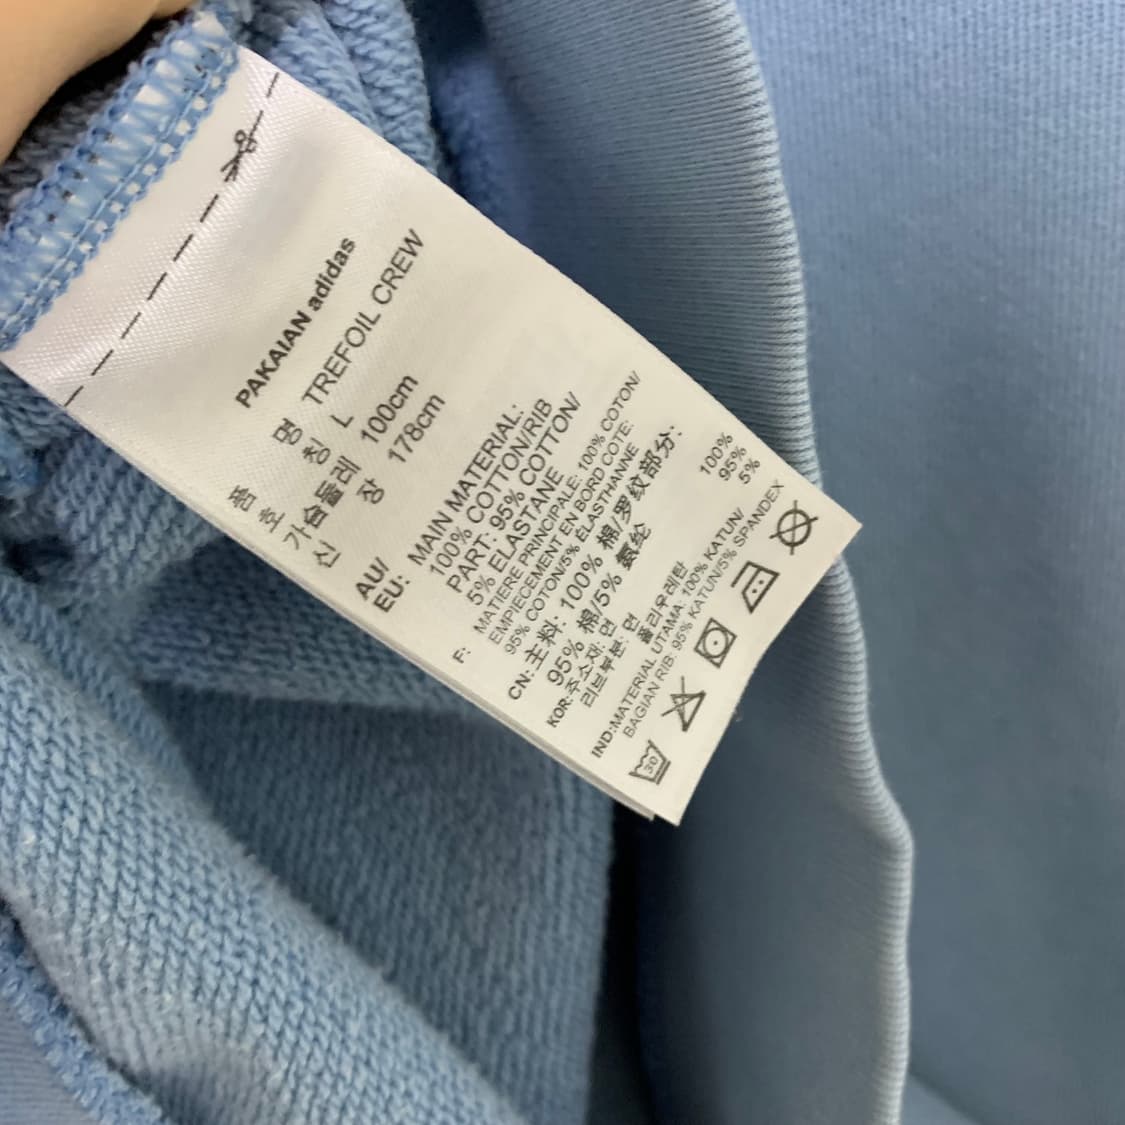 PAKAIAN adidas
품 명 TREFOIL CREW
호 칭 L
가슴둘레 100cm
신 장 178cm
AU/
EU: MAIN MATERIAL:
100% COTTON/RIB
PART: 95% COTTON/
5% ELASTANE
F: MATIERE PRINCIPALE: 100% COTON/
EMPIECEMENT EN BORD COTE:
95% COTON/5% ÉLASTHANNE
CN: 主料: 100% 棉/罗纹部分:
95% 棉/5% 氨纶
KOR: 주소재: 면 100%
리브부분: 면 95%
폴리우레탄 5%
IND: MATERIAL UTAMA: 100% KATUN/
BAGIAN RIB: 95% KATUN/5% SPANDEX
30